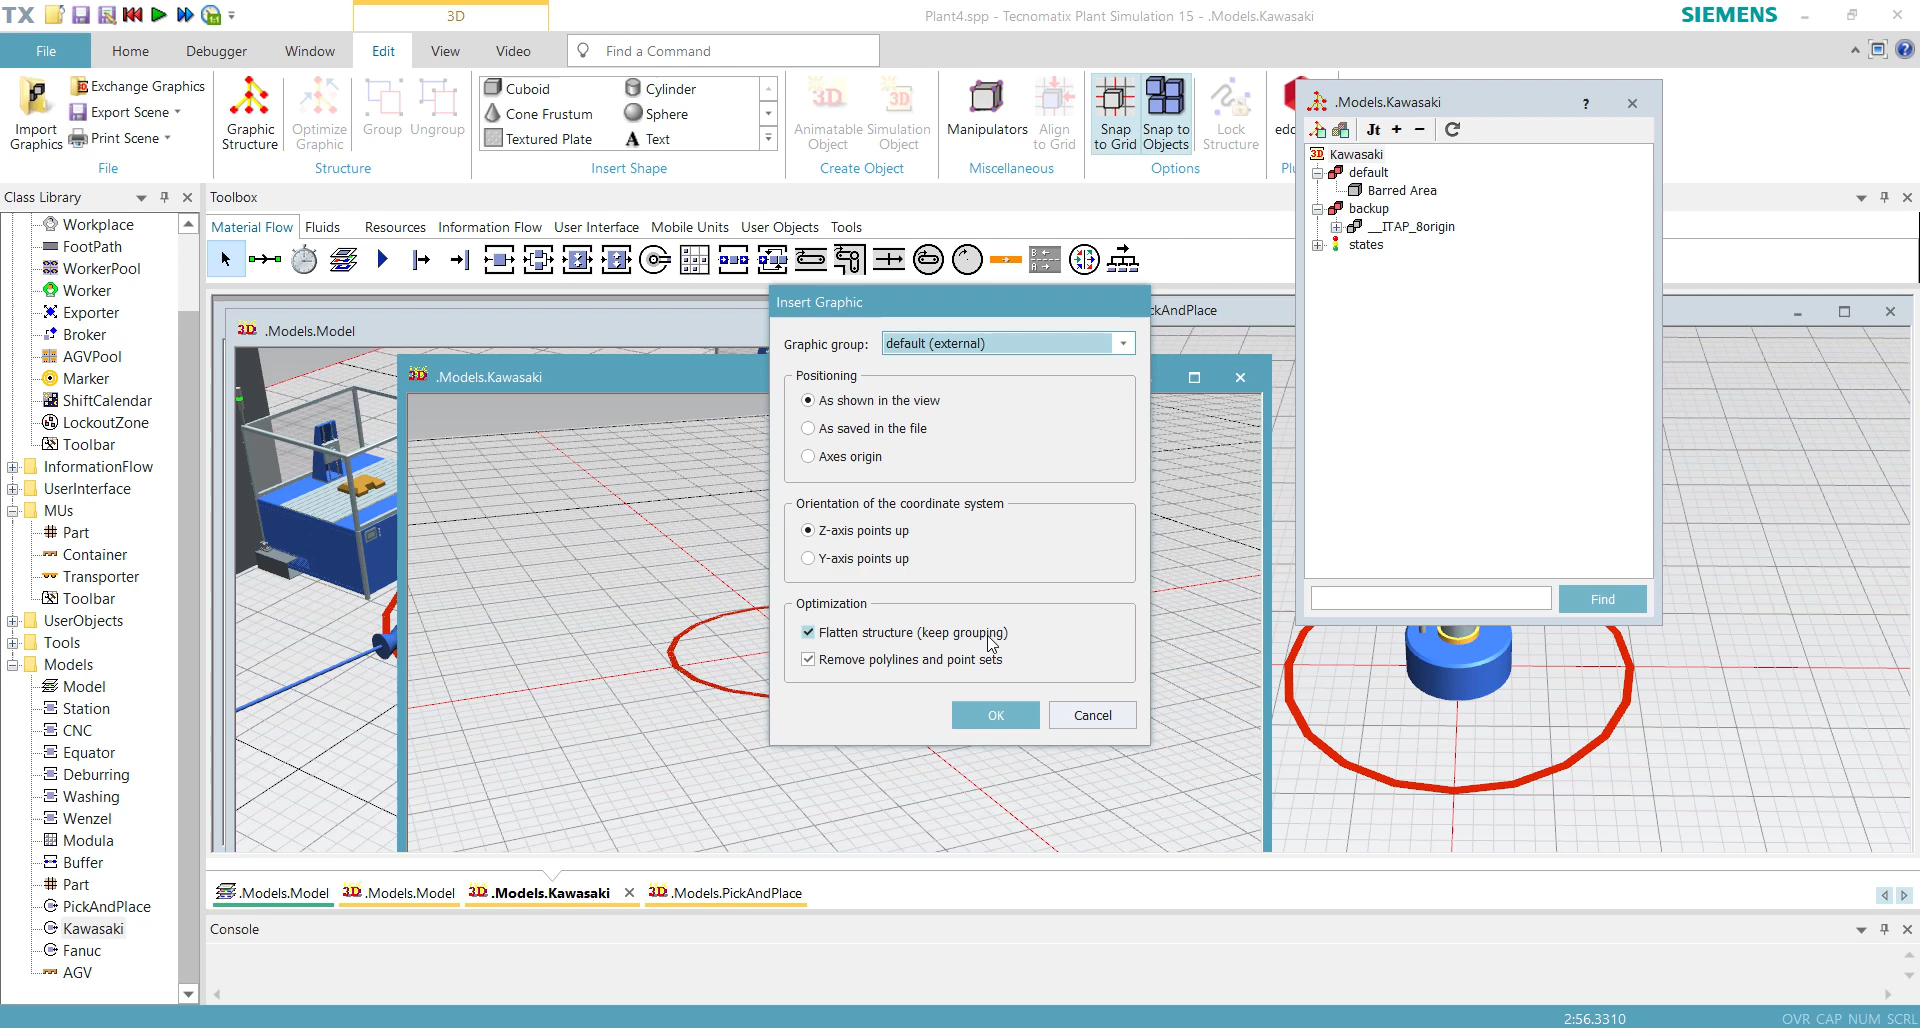 TX
3D
Plant4.spp - Tecnomatix Plant Simulation 15 - .Models.Kawasaki
SIEMENS
File
Home
Debugger
Window
Edit
View
Video
Find a Command
Import Graphics
Exchange Graphics
Export Scene
Print Scene
File
Graphic Structure
Optimize Graphic
Group
Ungroup
Structure
Cuboid
Cylinder
Cone Frustum
Sphere
Textured Plate
Text
Insert Shape
Animatable Object
Simulation Object
Create Object
Manipulators
Align to Grid
Miscellaneous
Snap to Grid
Snap to Objects
Lock Structure
Options
Class Library
Workplace
FootPath
WorkerPool
Worker
Exporter
Broker
AGVPool
Marker
ShiftCalendar
LockoutZone
Toolbar
InformationFlow
UserInterface
MUs
Part
Container
Transporter
Toolbar
UserObjects
Tools
Models
Model
Station
CNC
Equator
Deburring
Washing
Wenzel
Modula
Buffer
Part
PickAndPlace
Kawasaki
Fanuc
AGV
Toolbox
Material Flow
Fluids
Resources
Information Flow
User Interface
Mobile Units
User Objects
Tools
3D .Models.Model
3D .Models.Kawasaki
ckAndPlace
Insert Graphic
Graphic group: default (external)
Positioning
As shown in the view
As saved in the file
Axes origin
Orientation of the coordinate system
Z-axis points up
Y-axis points up
Optimization
Flatten structure (keep grouping)
Remove polylines and point sets
OK
Cancel
.Models.Kawasaki
?
Jt + −
3D Kawasaki
default
Barred Area
backup
__ITAP_8origin
states
Find
.Models.Model
3D .Models.Model
3D .Models.Kawasaki
3D .Models.PickAndPlace
Console
2:56.3310
OVR CAP NUM SCRL